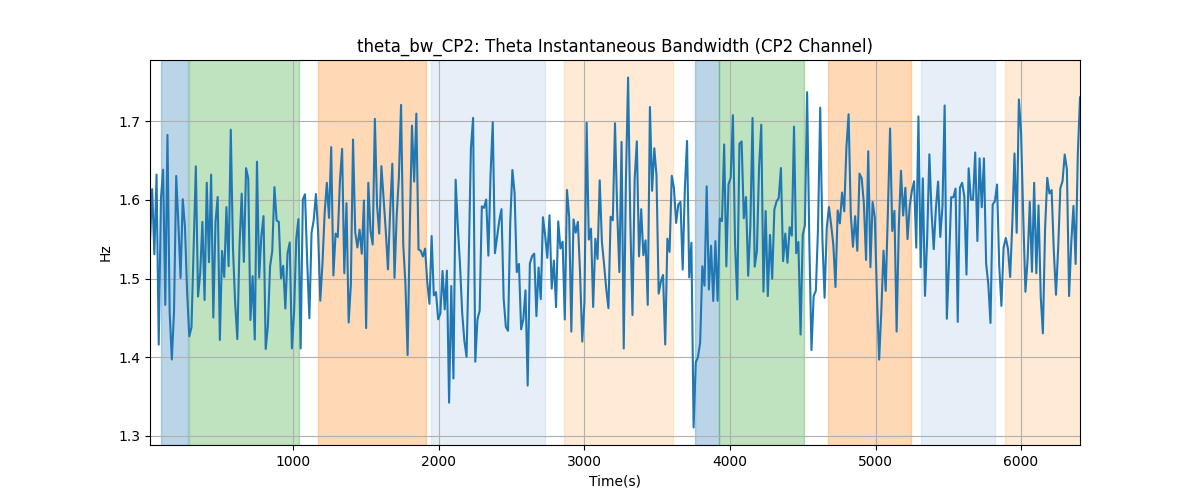 theta_bw_CP2: Theta Instantaneous Bandwidth (CP2 Channel)
Hz
1.7
1.6
1.5
1.4
1.3
1000 2000 3000 4000 5000 6000
Time(s)